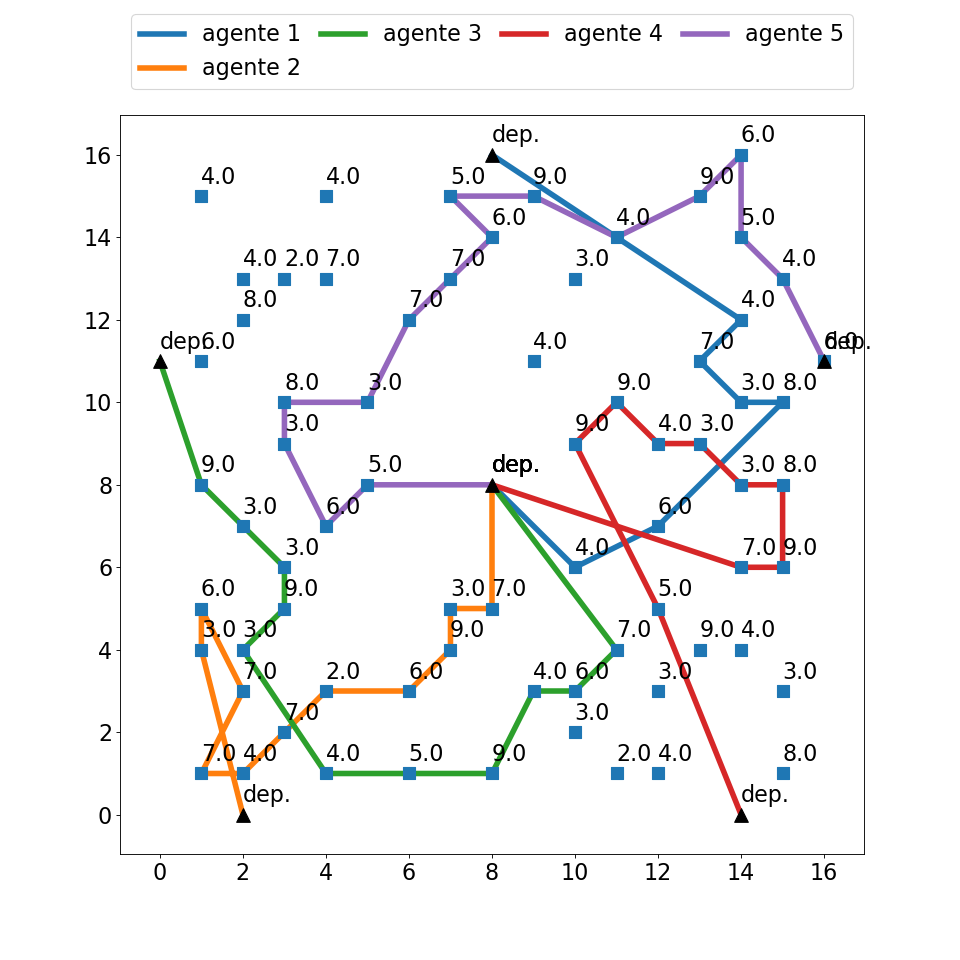 agente 1 agente 3 agente 4 agente 5
agente 2
dep. 6.0
16
4.0 4.0 5.0 9.0 9.0
6.0 4.0 5.0
14
4.0 2.0 7.0 7.0 3.0 4.0
8.0 7.0 4.0
12
dep. 6.0 4.0 7.0 dep.
8.0 3.0 9.0 3.0 8.0
10
3.0 9.0 4.0 3.0
9.0 5.0 dep. 3.0 8.0
8
3.0 6.0 6.0
3.0 4.0 7.0 9.0
6
6.0 9.0 3.0 7.0 5.0
3.0 3.0 9.0 7.0 9.0 4.0
4
7.0 2.0 6.0 4.0 6.0 3.0 3.0
7.0 3.0
2
7.0 4.0 4.0 5.0 9.0 2.0 4.0 8.0
dep. dep.
0
0 2 4 6 8 10 12 14 16